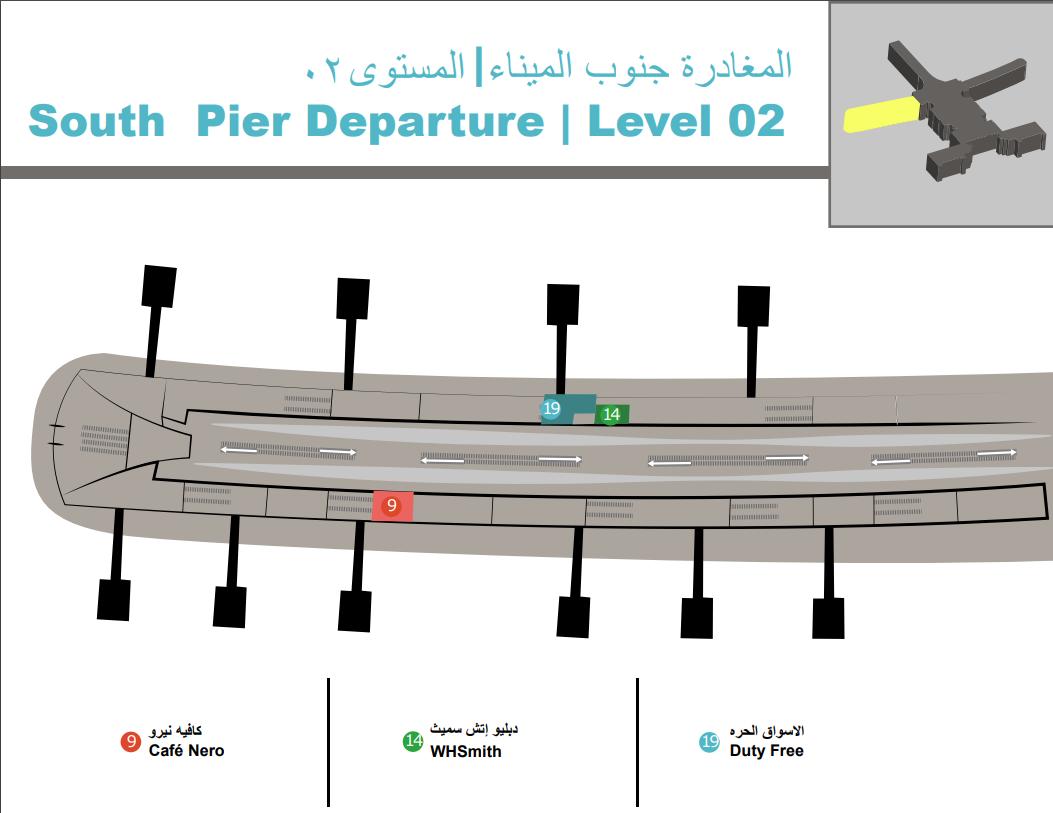 المغادرة جنوب الميناء | المستوى ٠٢
South Pier Departure | Level 02
19
14
9
9
كافيه نيرو
Café Nero
14
دبليو إتش سميث
WHSmith
19
الاسواق الحره
Duty Free